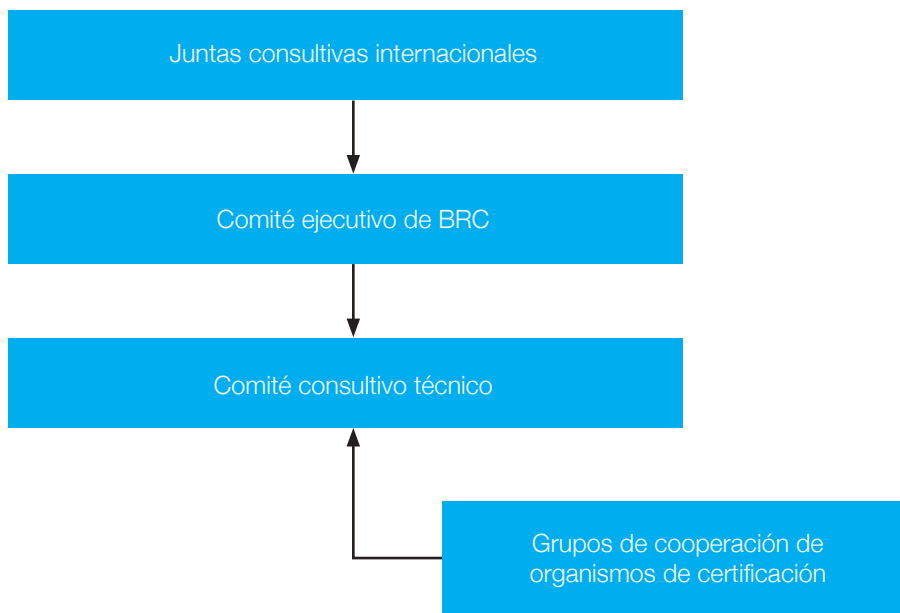 Juntas consultivas internacionales
Comité ejecutivo de BRC
Comité consultivo técnico
Grupos de cooperación de
organismos de certificación